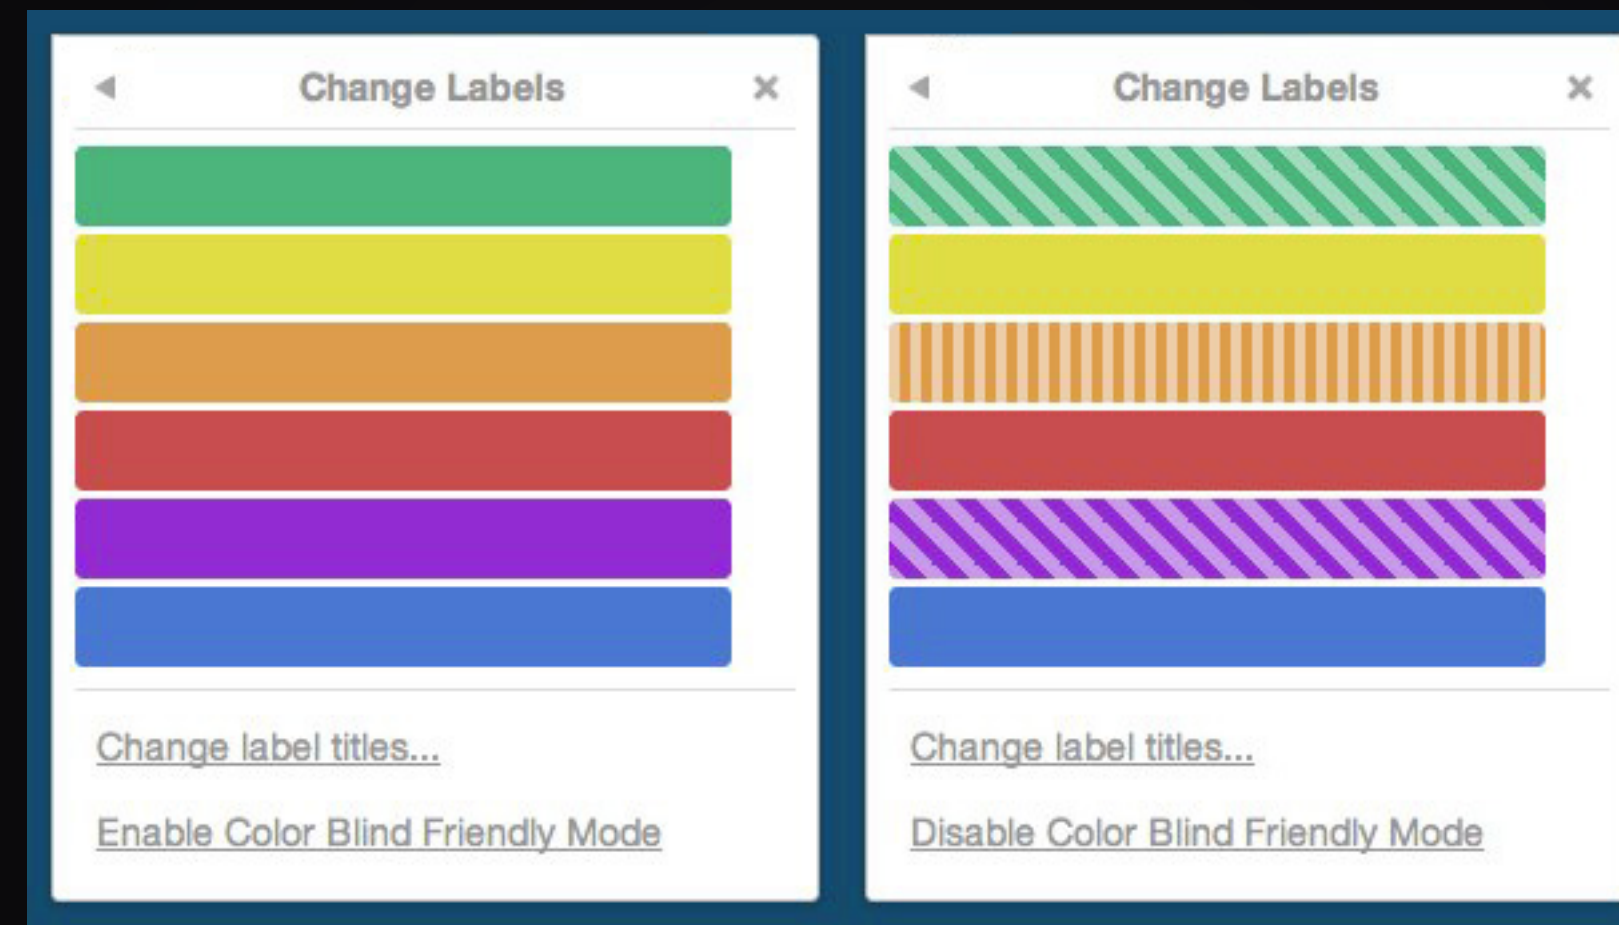 Change Labels
Change label titles...
Enable Color Blind Friendly Mode
Change Labels
Change label titles...
Disable Color Blind Friendly Mode